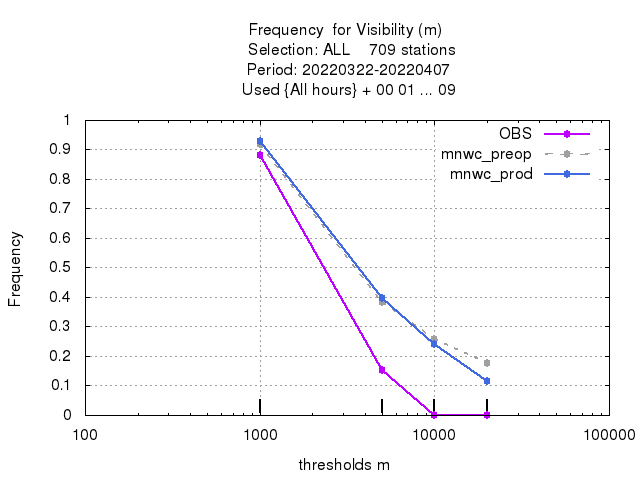 Frequency  for Visibility (m)
Selection: ALL    709 stations
Period: 20220322-20220407
Used {All hours} + 00 01 ... 09
OBS
mnwc_preop
mnwc_prod
1
0.9
0.8
0.7
0.6
0.5
0.4
0.3
0.2
0.1
0
Frequency
100
1000
10000
100000
thresholds m